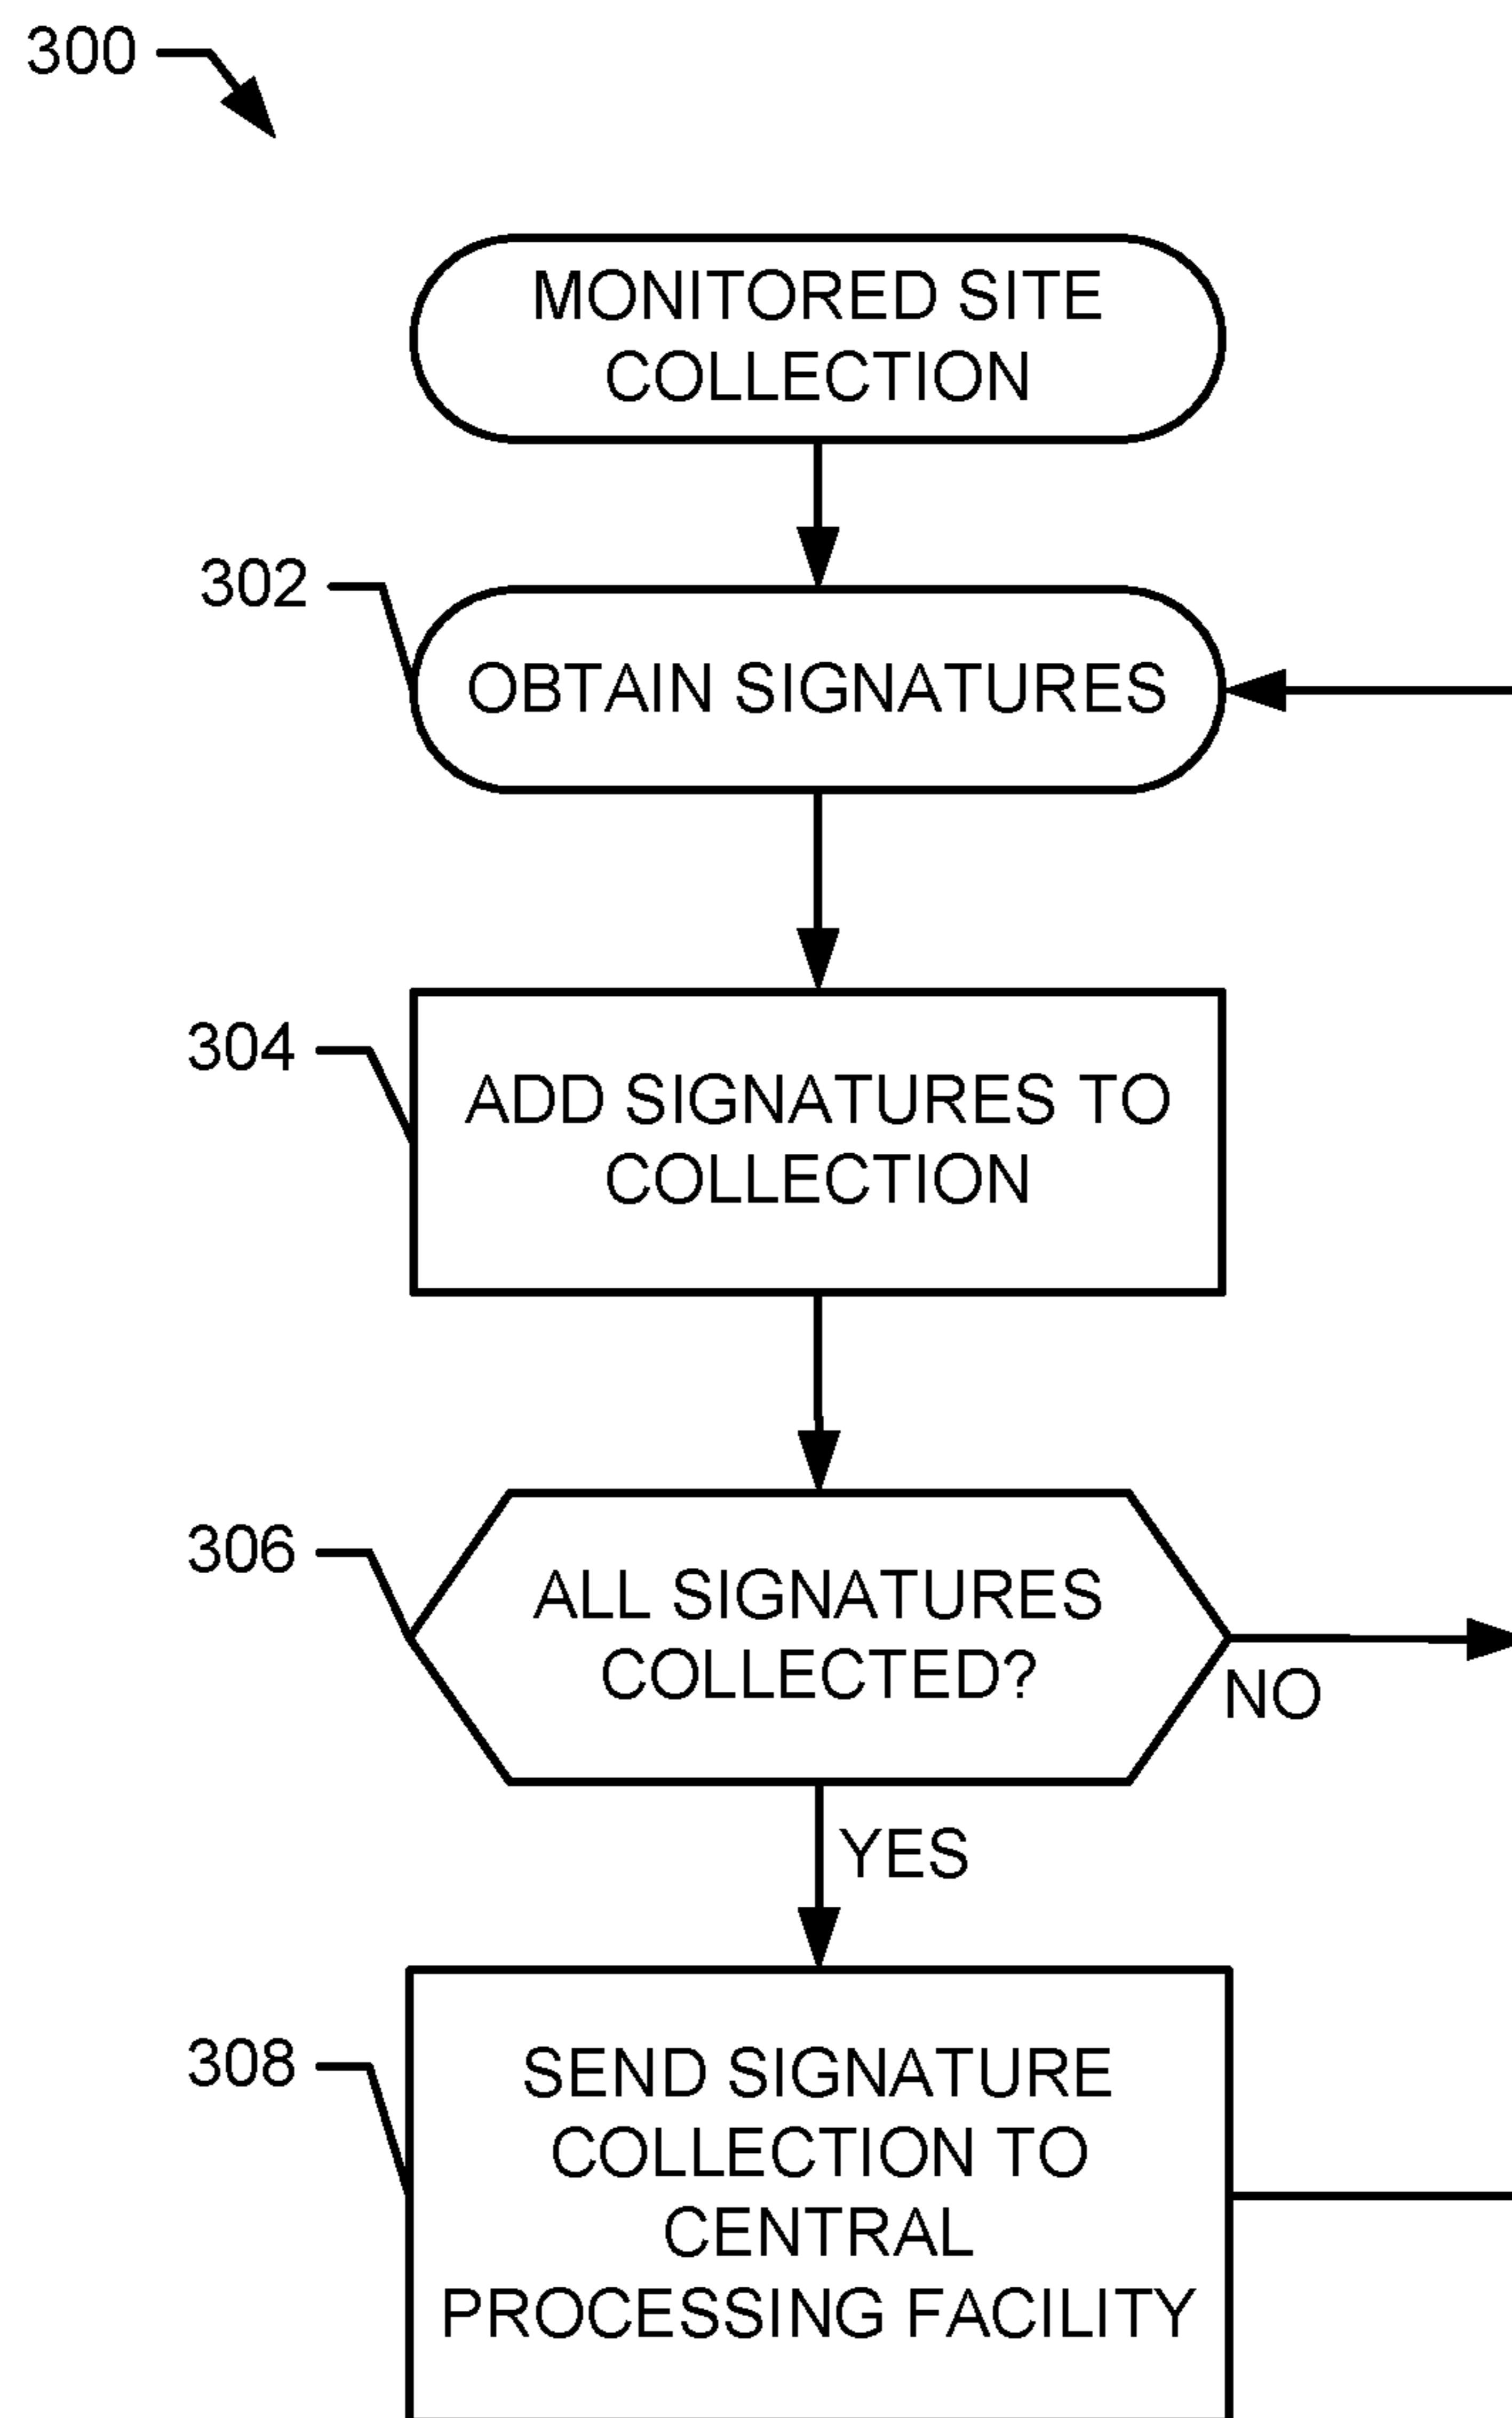 300
MONITORED SITE
COLLECTION
302
OBTAIN SIGNATURES
304
ADD SIGNATURES TO
COLLECTION
306
ALL SIGNATURES
COLLECTED?
NO
YES
308
SEND SIGNATURE
COLLECTION TO
CENTRAL
PROCESSING FACILITY